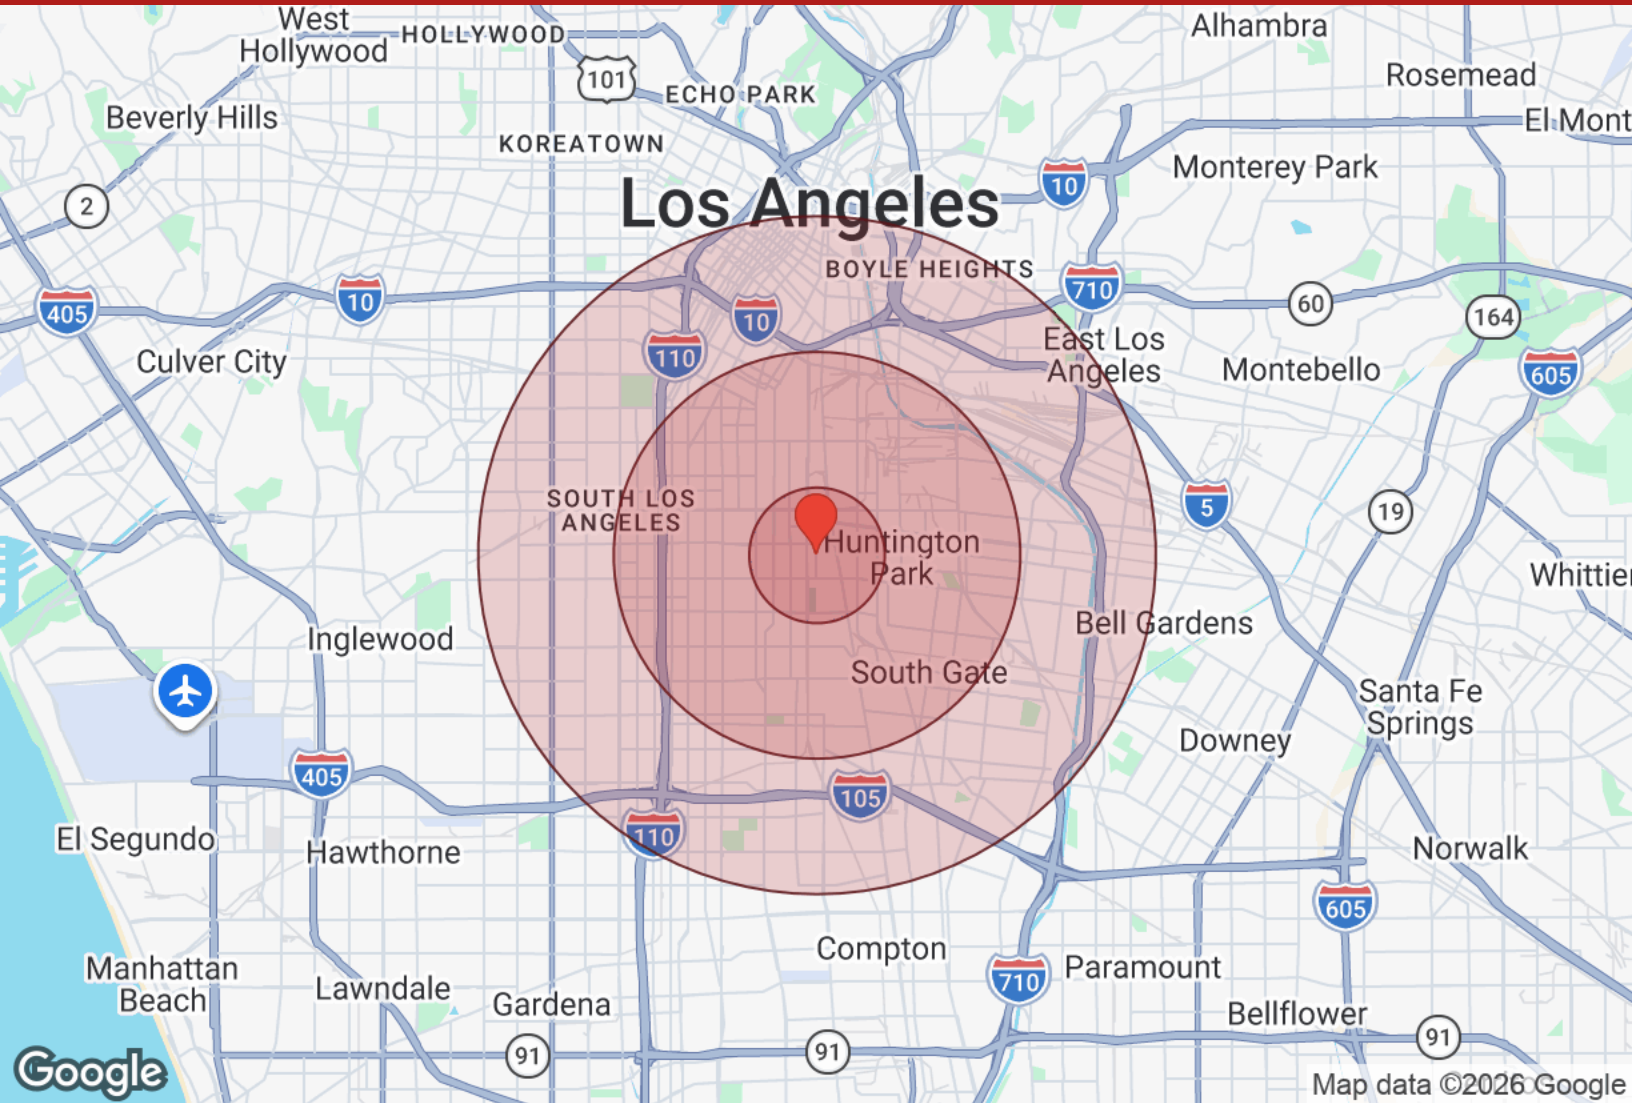 West
Hollywood
HOLLYWOOD
Alhambra
101
Rosemead
ECHO PARK
Beverly Hills
El Mont
KOREATOWN
Monterey Park
10
2
Los Angeles
BOYLE HEIGHTS
710
405
10
60
10
164
110
East Los
Angeles
Culver City
Montebello
605
SOUTH LOS
ANGELES
5
19
Huntington
Park
Whittier
Bell Gardens
Inglewood
South Gate
Santa Fe
Springs
Downey
405
105
110
El Segundo
Hawthorne
Norwalk
605
Compton
Manhattan
Beach
Lawndale
710
Paramount
Gardena
Bellflower
91
91
91
Google
Map data ©2026 Google